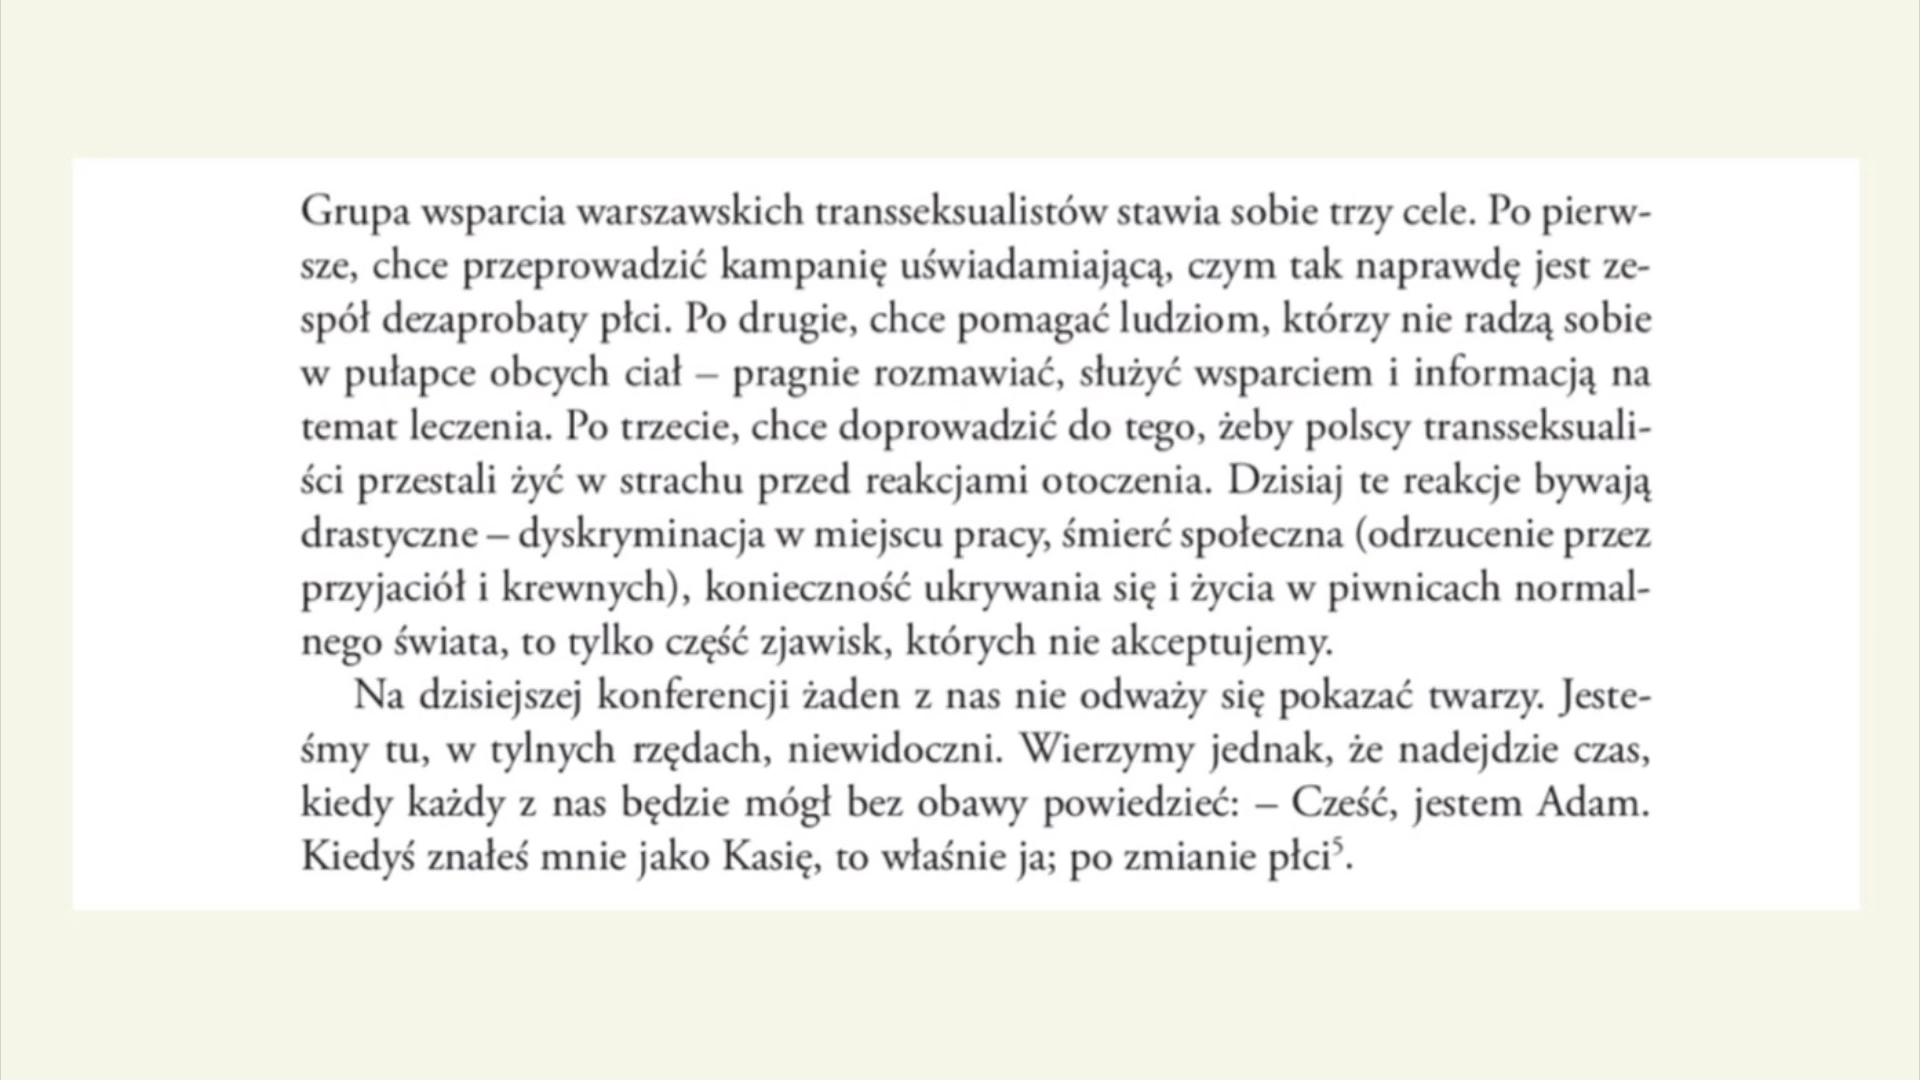 Grupa wsparcia warszawskich transseksualistów stawia sobie trzy cele. Po pierw-
sze, chce przeprowadzić kampanię uświadamiającą, czym tak naprawdę jest ze-
spół dezaprobaty płci. Po drugie, chce pomagać ludziom, którzy nie radzą sobie
w pułapce obcych ciał – pragnie rozmawiać, służyć wsparciem i informacją na
temat leczenia. Po trzecie, chce doprowadzić do tego, żeby polscy transseksuali-
ści przestali żyć w strachu przed reakcjami otoczenia. Dzisiaj te reakcje bywają
drastyczne – dyskryminacja w miejscu pracy, śmierć społeczna (odrzucenie przez
przyjaciół i krewnych), konieczność ukrywania się i życia w piwnicach normal-
nego świata, to tylko część zjawisk, których nie akceptujemy.
Na dzisiejszej konferencji żaden z nas nie odważy się pokazać twarzy. Jeste-
śmy tu, w tylnych rzędach, niewidoczni. Wierzymy jednak, że nadejdzie czas,
kiedy każdy z nas będzie mógł bez obawy powiedzieć: – Cześć, jestem Adam.
Kiedyś znałeś mnie jako Kasię, to właśnie ja; po zmianie płci⁵.